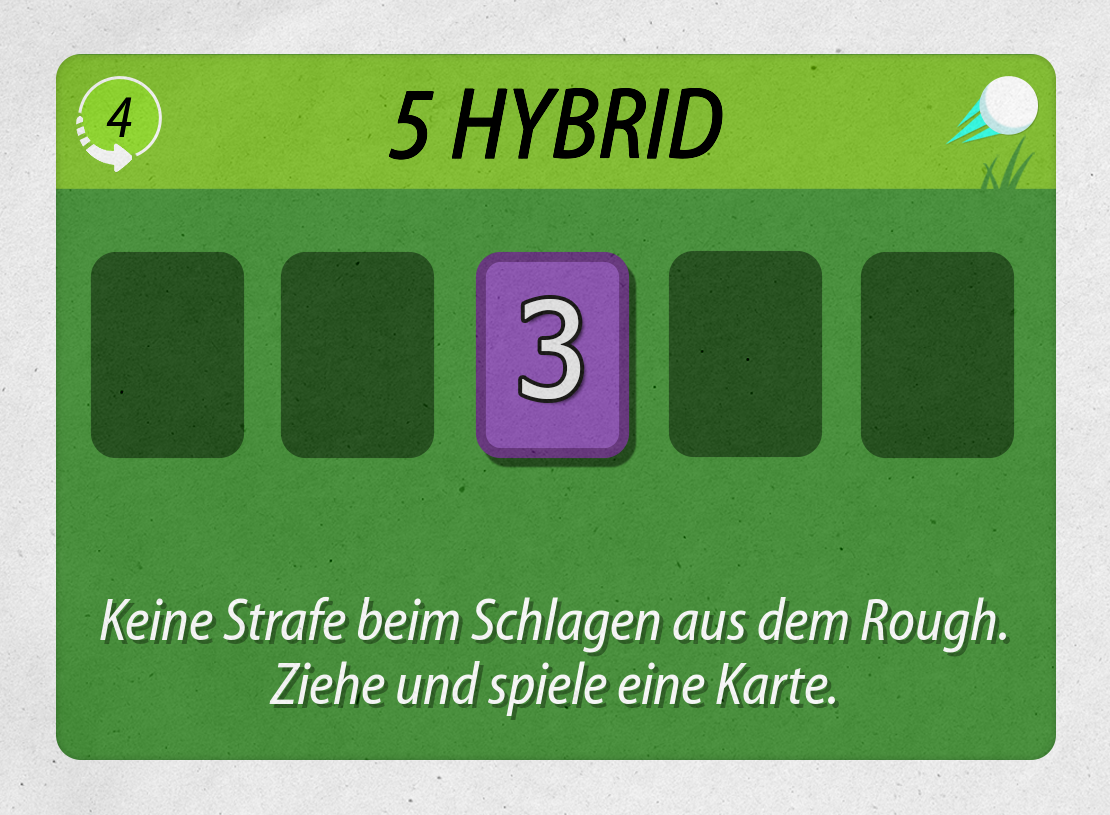 4
5 HYBRID
3
Keine Strafe beim Schlagen aus dem Rough.
Ziehe und spiele eine Karte.